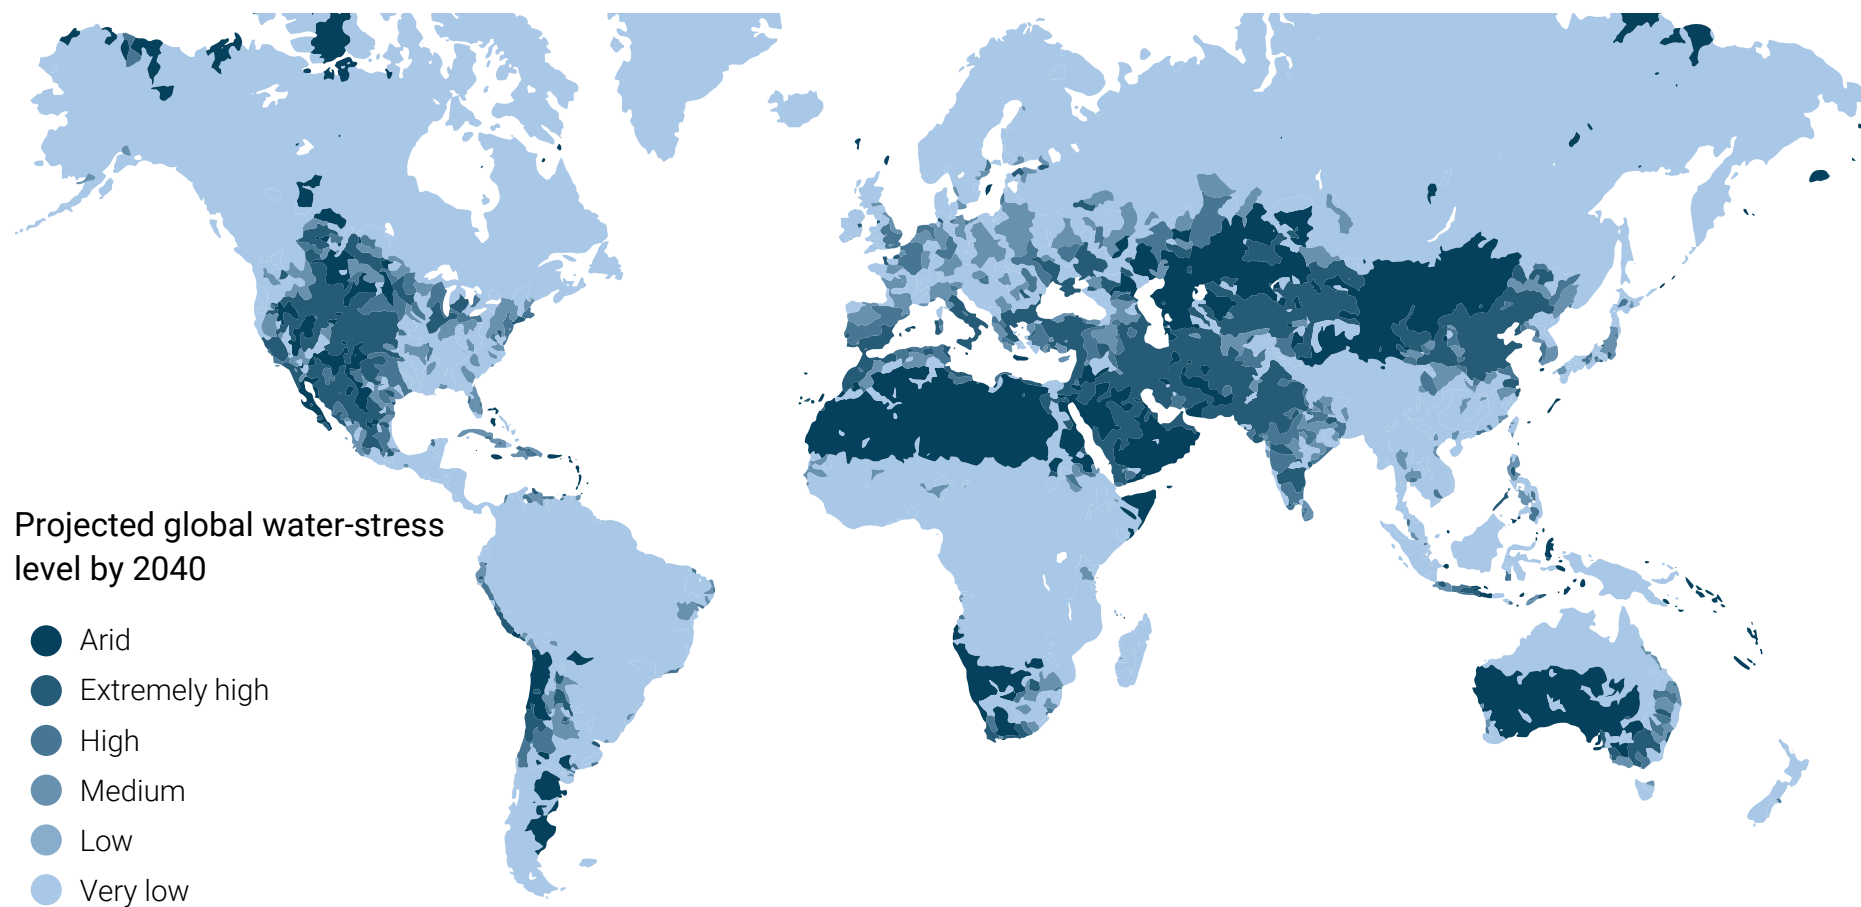 Projected global water-stress
level by 2040
Arid
Extremely high
High
Medium
Low
Very low